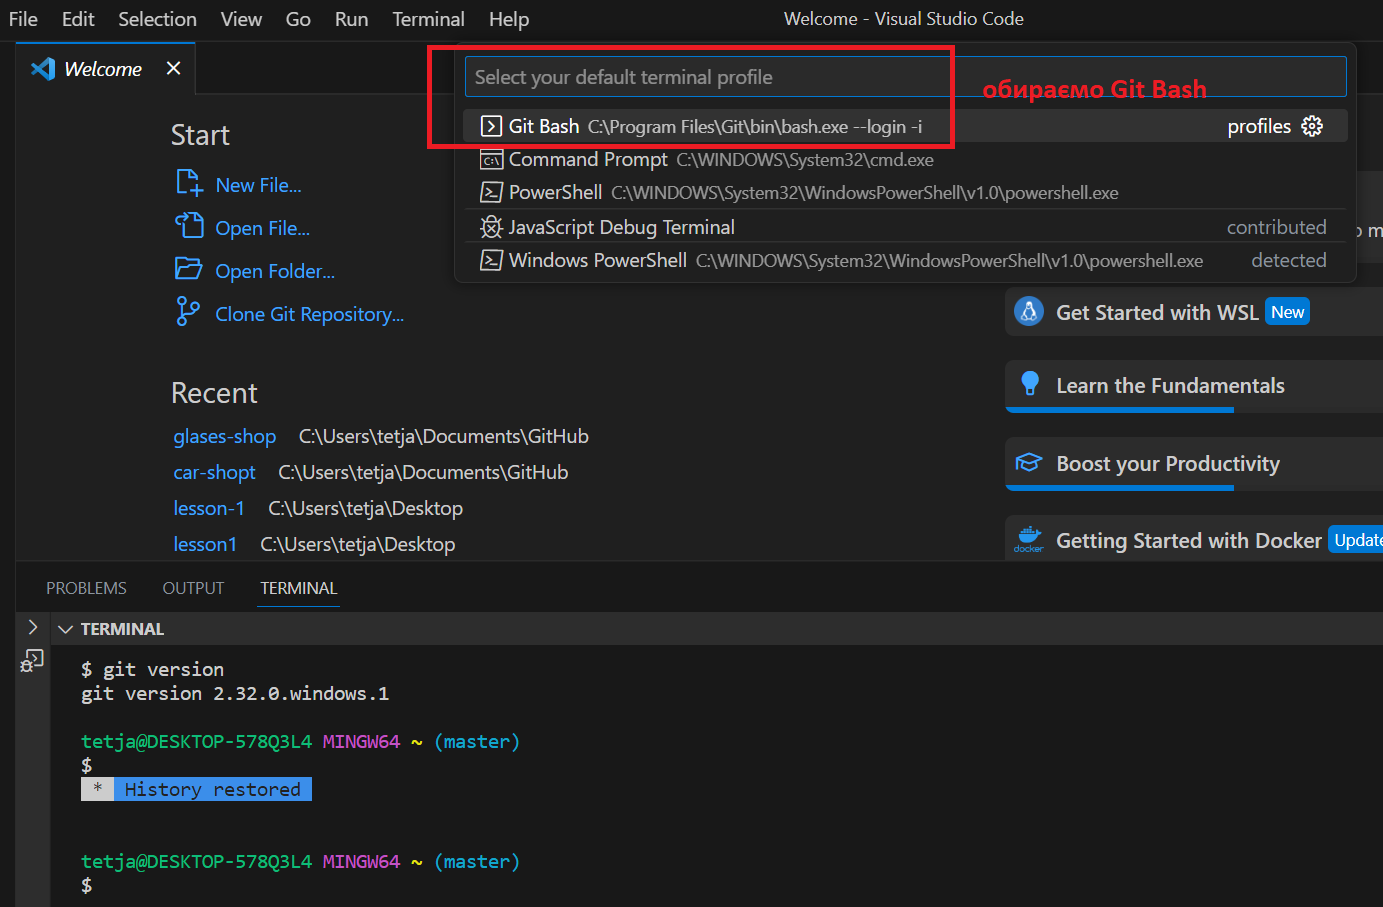 File Edit Selection View Go Run Terminal Help Welcome - Visual Studio Code
Welcome
Select your default terminal profile
обираємо Git Bash
Git Bash C:\Program Files\Git\bin\bash.exe --login -i profiles
Command Prompt C:\WINDOWS\System32\cmd.exe
PowerShell C:\WINDOWS\System32\WindowsPowerShell\v1.0\powershell.exe
JavaScript Debug Terminal contributed
Windows PowerShell C:\WINDOWS\System32\WindowsPowerShell\v1.0\powershell.exe detected
Start
New File...
Open File...
Open Folder...
Clone Git Repository...
Recent
glases-shop C:\Users\tetja\Documents\GitHub
car-shopt C:\Users\tetja\Documents\GitHub
lesson-1 C:\Users\tetja\Desktop
lesson1 C:\Users\tetja\Desktop
Get Started with WSL New
Learn the Fundamentals
Boost your Productivity
docker
Getting Started with Docker Update
PROBLEMS OUTPUT TERMINAL
TERMINAL
$ git version
git version 2.32.0.windows.1
tetja@DESKTOP-578Q3L4 MINGW64 ~ (master)
$
* History restored
tetja@DESKTOP-578Q3L4 MINGW64 ~ (master)
$